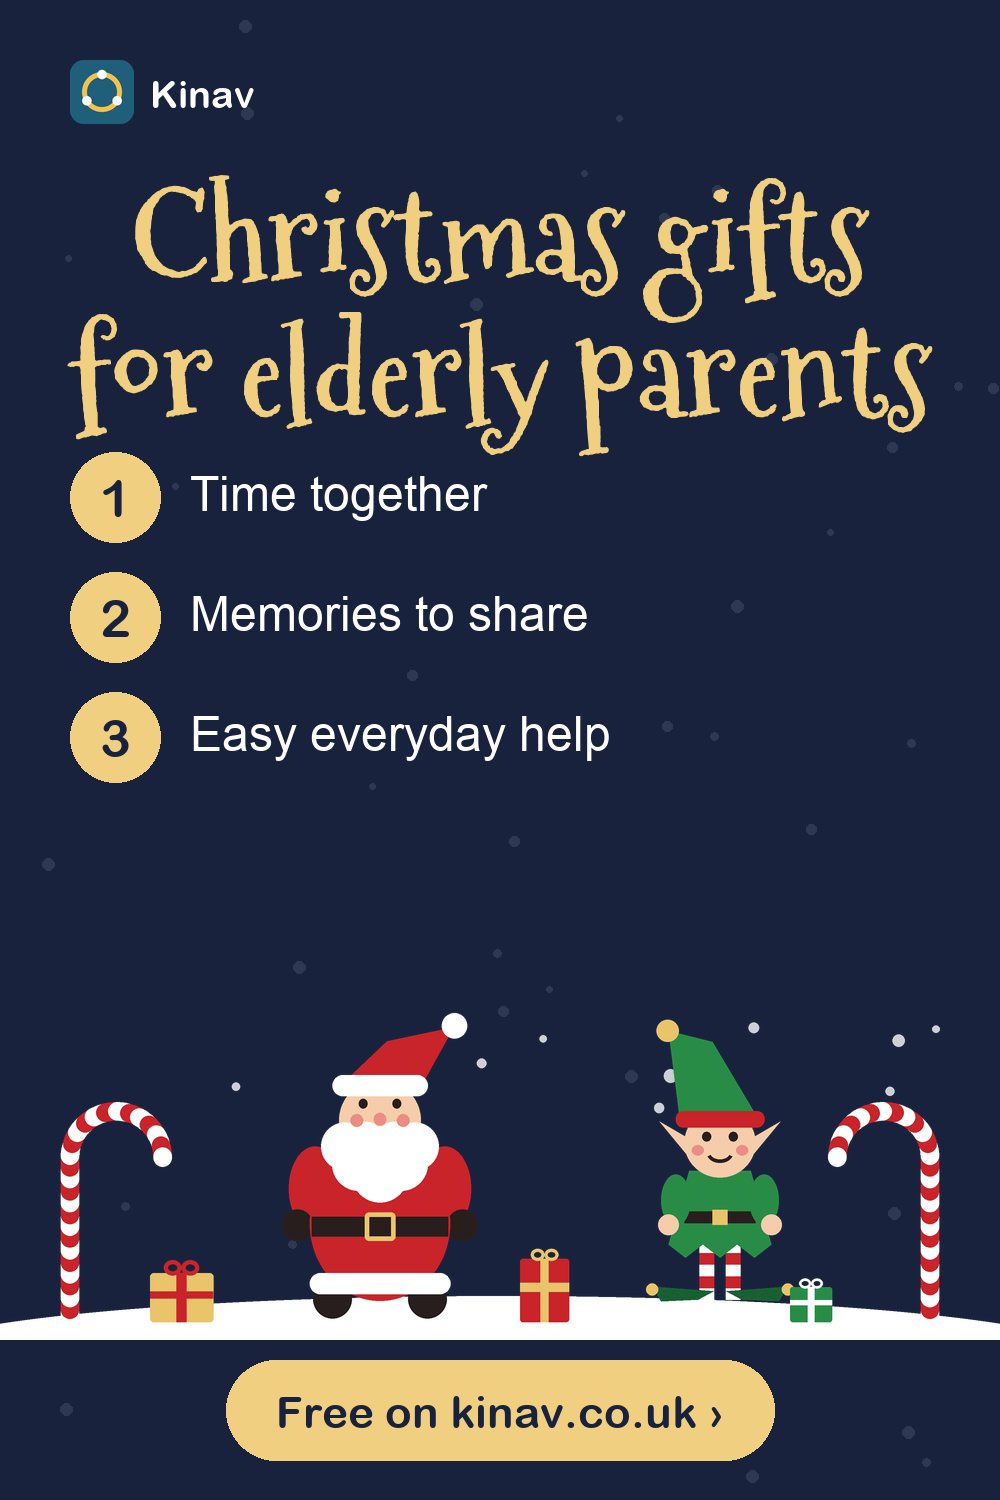 Kinav
Christmas gifts
for elderly parents
1 Time together
2 Memories to share
3 Easy everyday help
Free on kinav.co.uk ›